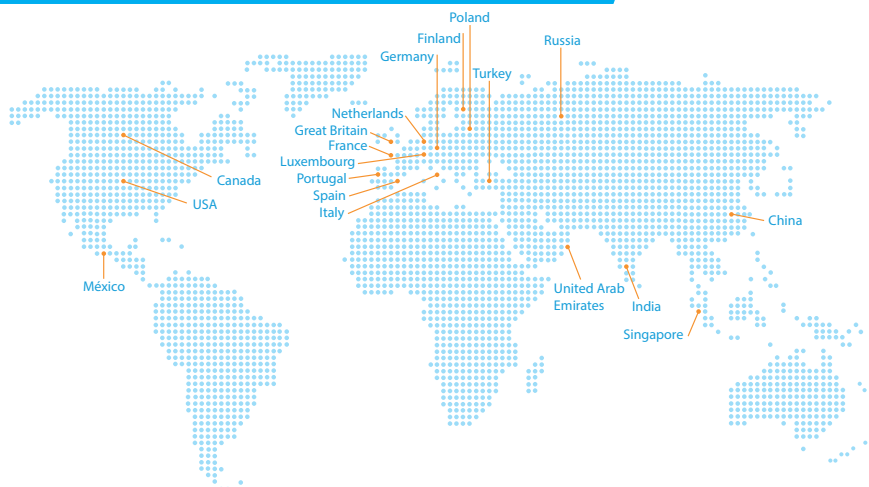 Poland
Finland
Russia
Germany
Turkey
Netherlands
Great Britain
France
Luxembourg
Canada
Portugal
Spain
USA
Italy
China
México
United Arab
Emirates
India
Singapore